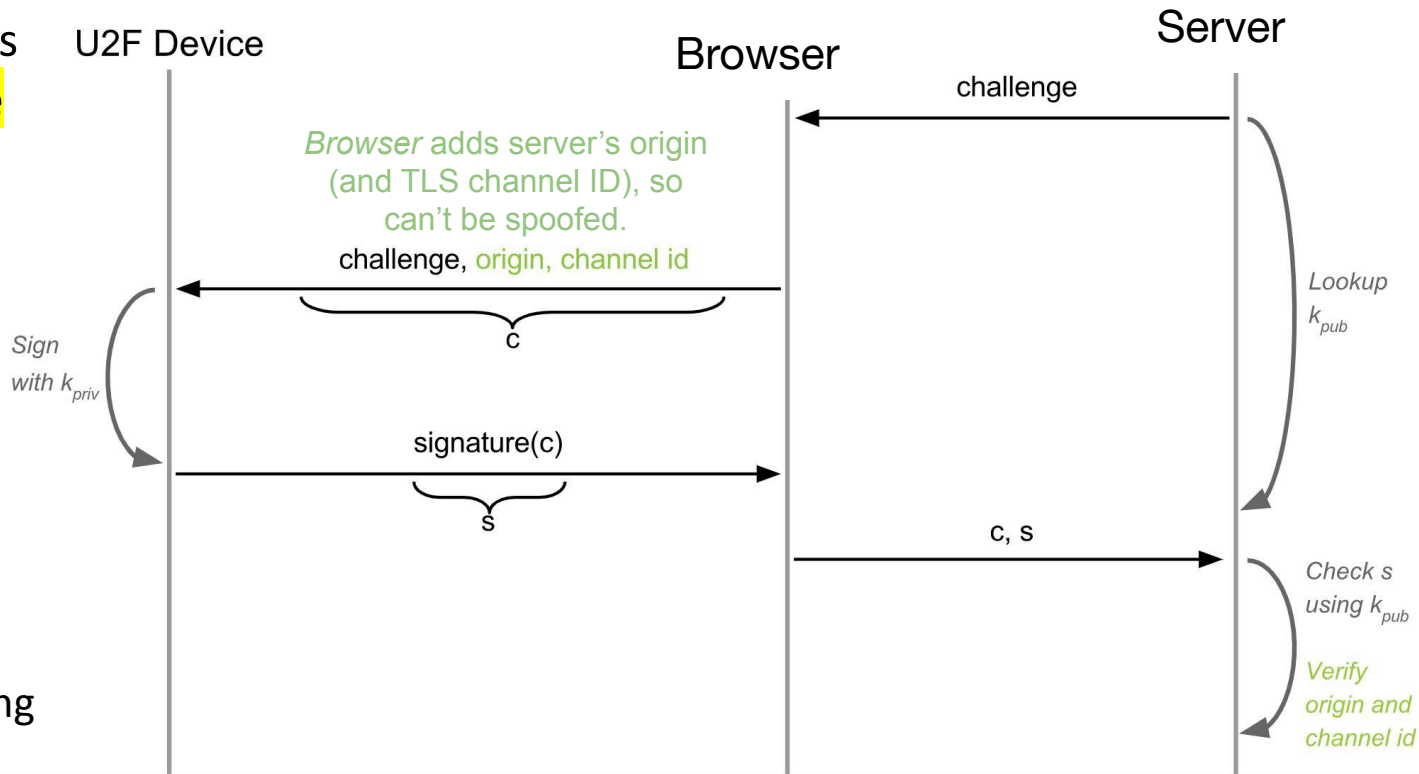 s
U2F Device
Browser
Server
e
challenge
Browser adds server’s origin
(and TLS channel ID), so
can’t be spoofed.
challenge, origin, channel id
c
Lookup
kpub
Sign
with kpriv
signature(c)
s
c, s
Check s
using kpub
Verify
origin and
channel id
ng